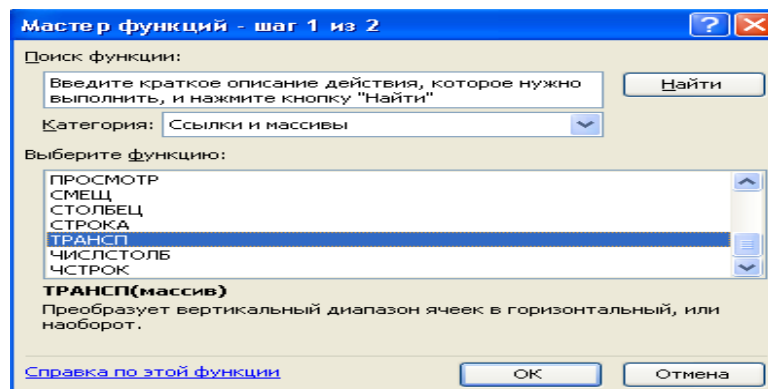 Мастер функций - шаг 1 из 2
Поиск функции:
Введите краткое описание действия, которое нужно
выполнить, и нажмите кнопку "Найти"
Найти
Категория: Ссылки и массивы
Выберите функцию:
ПРОСМОТР
СМЕЩ
СТОЛБЕЦ
СТРОКА
ТРАНСП
ЧИСЛСТОЛБ
ЧСТРОК
ТРАНСП(массив)
Преобразует вертикальный диапазон ячеек в горизонтальный, или
наоборот.
Справка по этой функции
ОК
Отмена